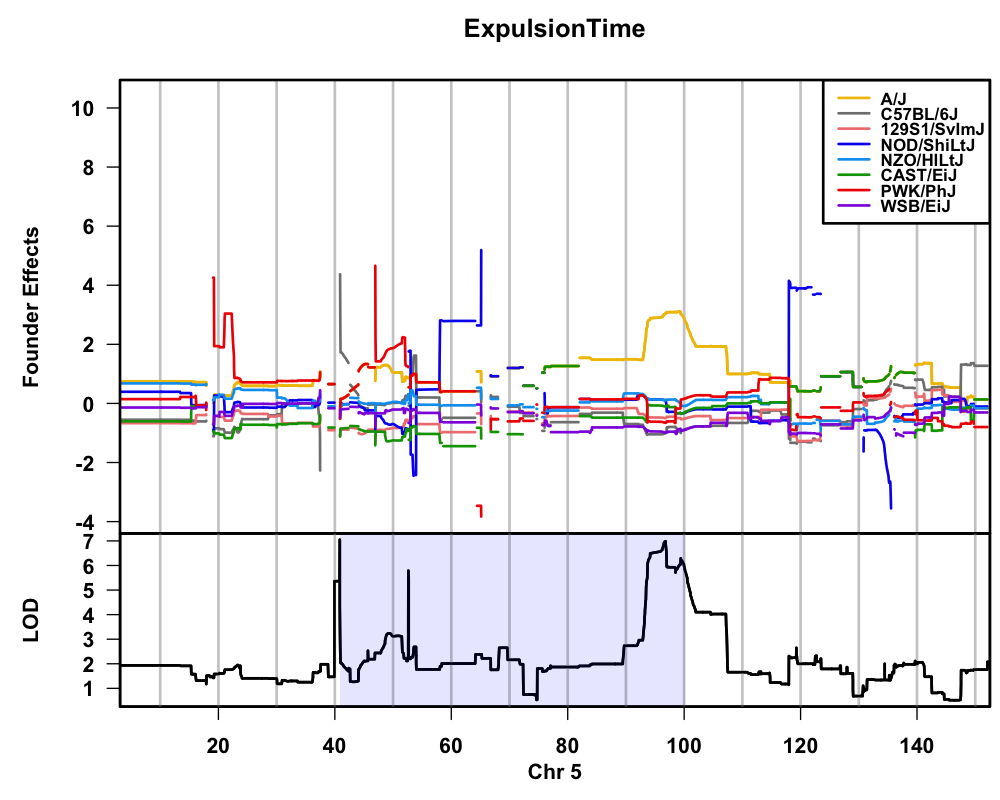 ExpulsionTime
Founder Effects
10
8
6
4
2
0
-2
-4
A/J
C57BL/6J
129S1/SvImJ
NOD/ShiLtJ
NZO/HlLtJ
CAST/EiJ
PWK/PhJ
WSB/EiJ
LOD
7
6
5
4
3
2
1
20 40 60 80 100 120 140
Chr 5